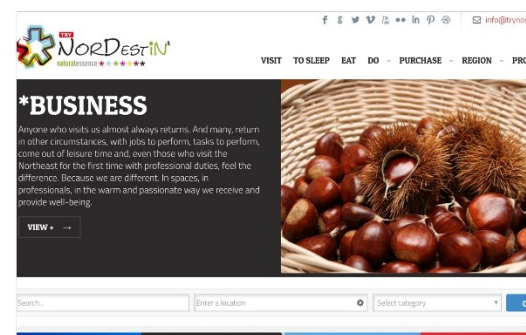 info@tryno
TRY
NORDESTIN'
naturalessence
VISIT TO SLEEP EAT DO PURCHASE REGION PRO
*BUSINESS
Anyone who visits us almost always returns. And many, return
in other circumstances, with jobs to perform, tasks to perform,
come out of leisure time and, even those who visit the
Northeast for the first time with professional duties, feel the
difference. Because we are different. In spaces, in
professionals, in the warm and passionate way we receive and
provide well-being.
VIEW + →
Search...
Enter a location
Select category